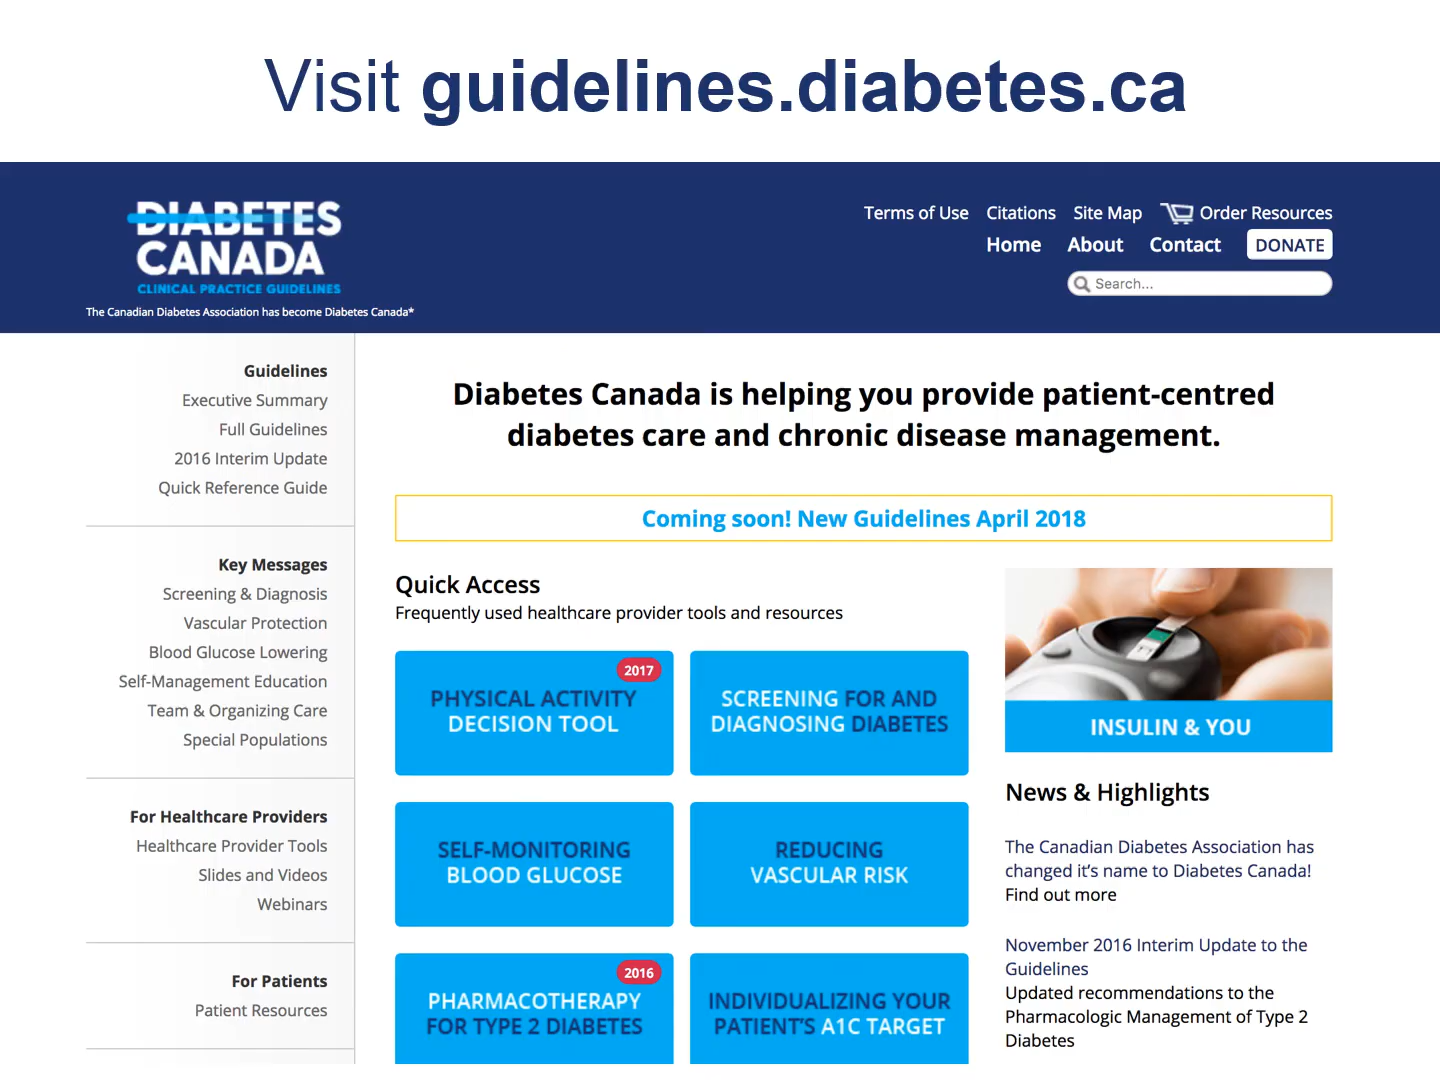 Visit guidelines.diabetes.ca
DIABETES
CANADA
CLINICAL PRACTICE GUIDELINES
The Canadian Diabetes Association has become Diabetes Canada*
Terms of Use Citations Site Map Order Resources
Home About Contact DONATE
Search...
Guidelines
Executive Summary
Full Guidelines
2016 Interim Update
Quick Reference Guide
Key Messages
Screening & Diagnosis
Vascular Protection
Blood Glucose Lowering
Self-Management Education
Team & Organizing Care
Special Populations
For Healthcare Providers
Healthcare Provider Tools
Slides and Videos
Webinars
For Patients
Patient Resources
Diabetes Canada is helping you provide patient-centred
diabetes care and chronic disease management.
Coming soon! New Guidelines April 2018
Quick Access
Frequently used healthcare provider tools and resources
2017
PHYSICAL ACTIVITY
DECISION TOOL
SCREENING FOR AND
DIAGNOSING DIABETES
SELF-MONITORING
BLOOD GLUCOSE
REDUCING
VASCULAR RISK
2016
PHARMACOTHERAPY
FOR TYPE 2 DIABETES
INDIVIDUALIZING YOUR
PATIENT'S A1C TARGET
INSULIN & YOU
News & Highlights
The Canadian Diabetes Association has
changed it's name to Diabetes Canada!
Find out more
November 2016 Interim Update to the
Guidelines
Updated recommendations to the
Pharmacologic Management of Type 2
Diabetes